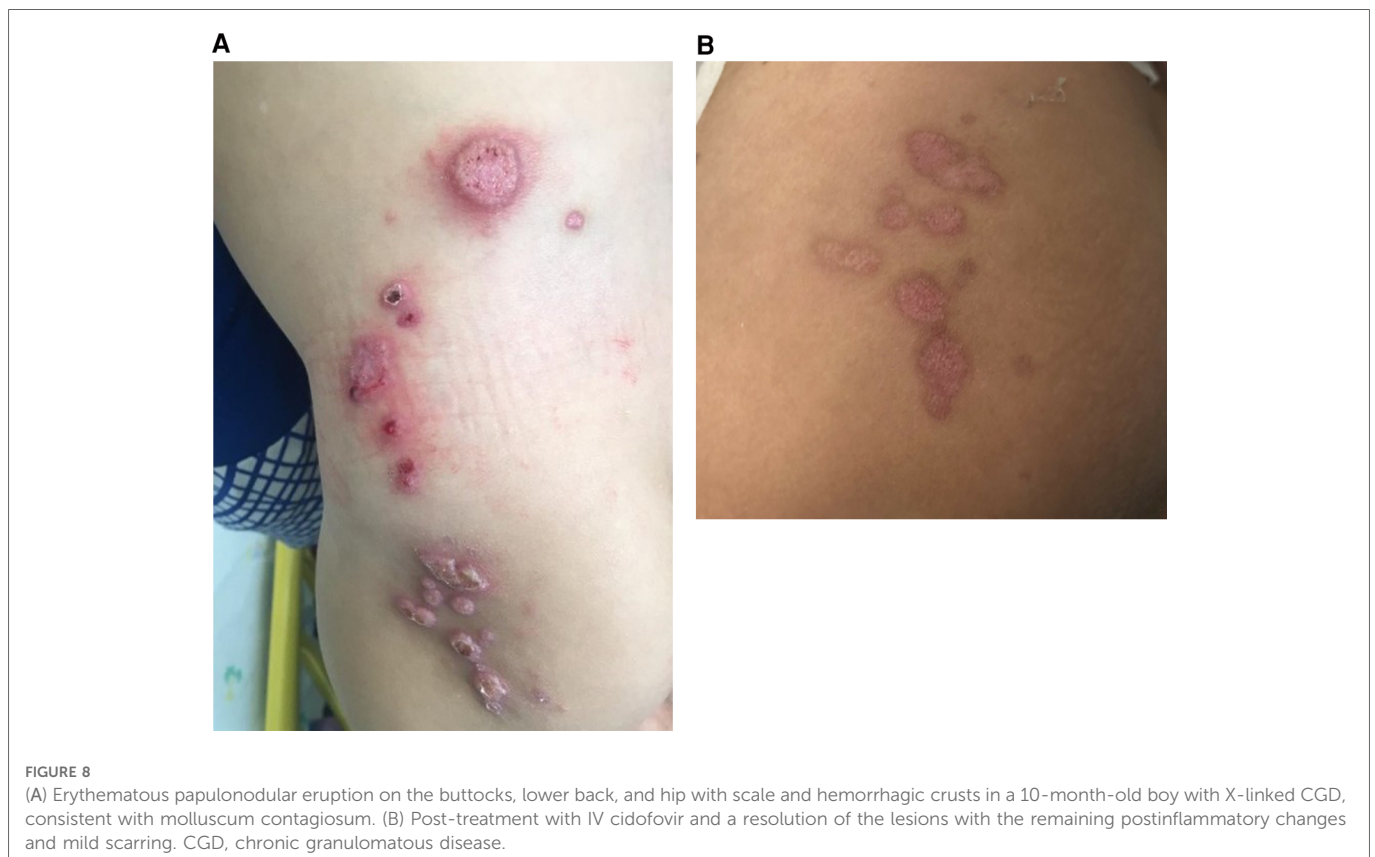 A
B
FIGURE 8
(A) Erythematous papulonodular eruption on the buttocks, lower back, and hip with scale and hemorrhagic crusts in a 10-month-old boy with X-linked CGD,
consistent with molluscum contagiosum. (B) Post-treatment with IV cidofovir and a resolution of the lesions with the remaining postinflammatory changes
and mild scarring. CGD, chronic granulomatous disease.